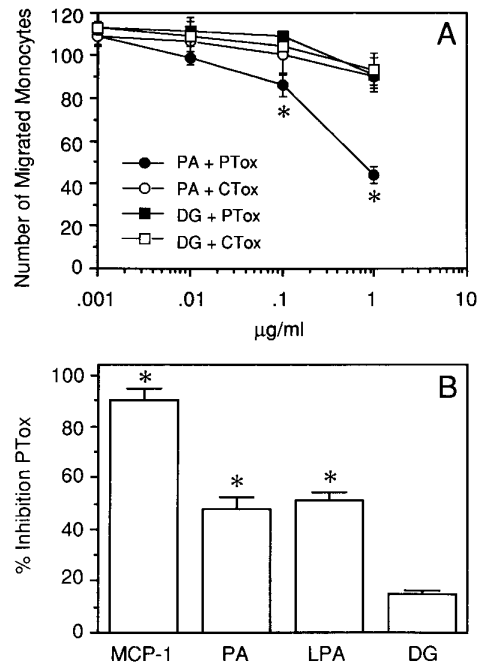 A
Number of Migrated Monocytes
120
100
80
60
40
20
0
*
*
PA + PTox
PA + CTox
DG + PTox
DG + CTox
.001
.01
.1
1
10
µg/ml
B
% Inhibition PTox
100
80
60
40
20
0
*
*
*
MCP-1
PA
LPA
DG